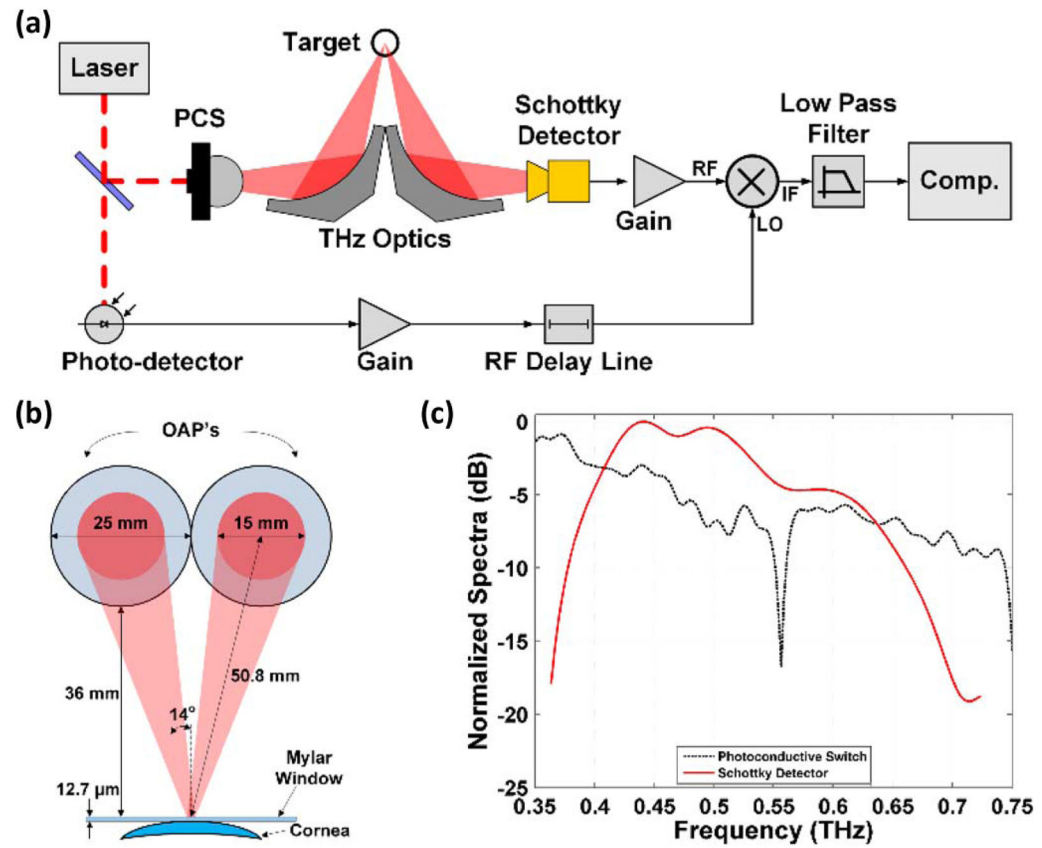 (a)
Target
Laser
PCS
Schottky
Detector
Low Pass
Filter
RF
IF
LO
Comp.
Gain
THz Optics
Photo-detector
Gain
RF Delay Line
(b)
OAP's
25 mm
15 mm
36 mm
50.8 mm
14°
12.7 μm
Mylar
Window
Cornea
(c)
Normalized Spectra (dB)
0
-5
-10
-15
-20
-25
Photoconductive Switch
Schottky Detector
0.35 0.4 0.45 0.5 0.55 0.6 0.65 0.7 0.75
Frequency (THz)